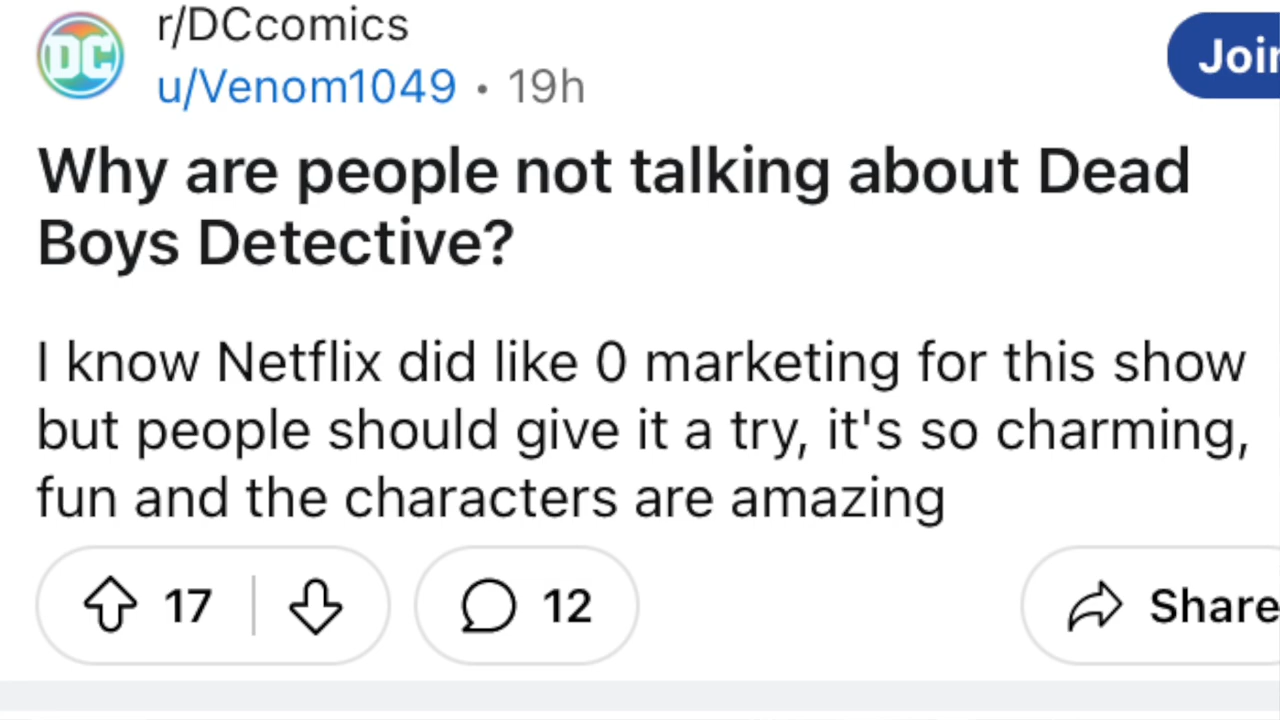 DC
r/DCcomics
u/Venom1049 • 19h
Why are people not talking about Dead
Boys Detective?
I know Netflix did like 0 marketing for this show
but people should give it a try, it's so charming,
fun and the characters are amazing
17
12
Share